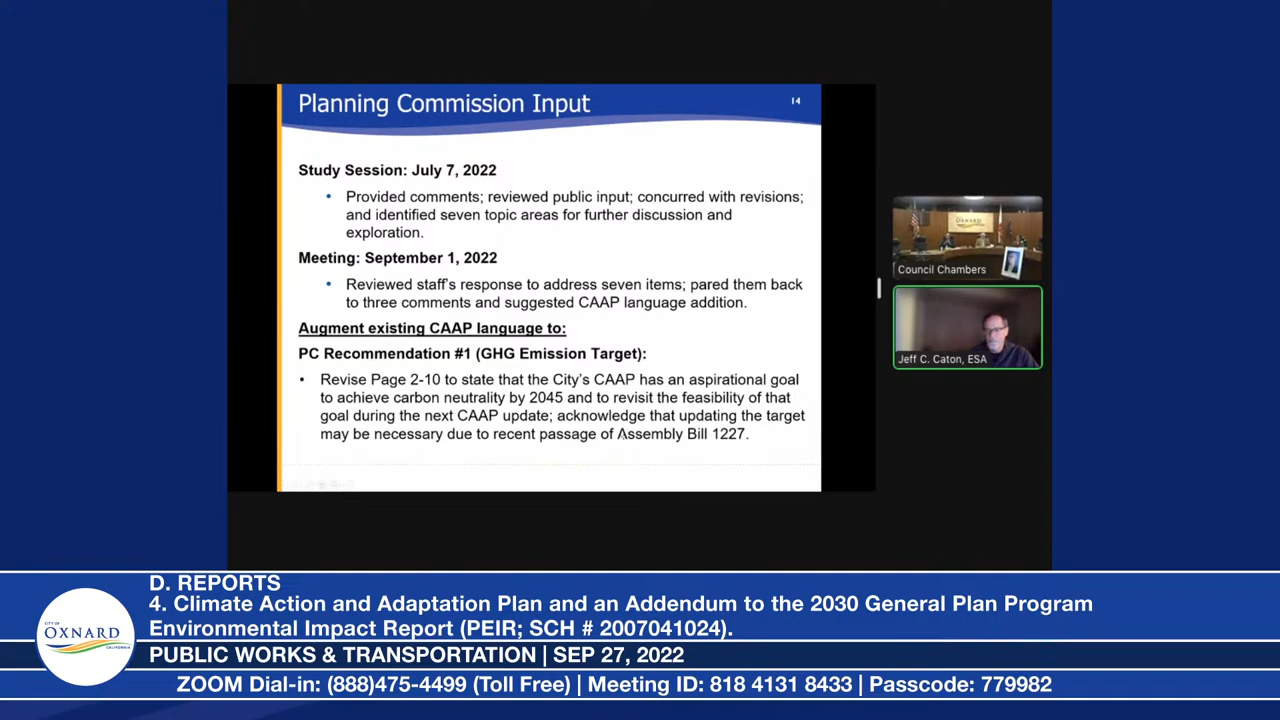 Planning Commission Input
14
Study Session: July 7, 2022
• Provided comments; reviewed public input; concurred with revisions;
and identified seven topic areas for further discussion and
exploration.
Meeting: September 1, 2022
• Reviewed staff's response to address seven items; pared them back
to three comments and suggested CAAP language addition.
Augment existing CAAP language to:
PC Recommendation #1 (GHG Emission Target):
• Revise Page 2-10 to state that the City's CAAP has an aspirational goal
to achieve carbon neutrality by 2045 and to revisit the feasibility of that
goal during the next CAAP update; acknowledge that updating the target
may be necessary due to recent passage of Assembly Bill 1227.
OXNARD
Council Chambers
Jeff C. Caton, ESA
D. REPORTS
4. Climate Action and Adaptation Plan and an Addendum to the 2030 General Plan Program
Environmental Impact Report (PEIR; SCH # 2007041024).
PUBLIC WORKS & TRANSPORTATION | SEP 27, 2022
ZOOM Dial-in: (888)475-4499 (Toll Free) | Meeting ID: 818 4131 8433 | Passcode: 779982
CITY OF
OXNARD
CALIFORNIA